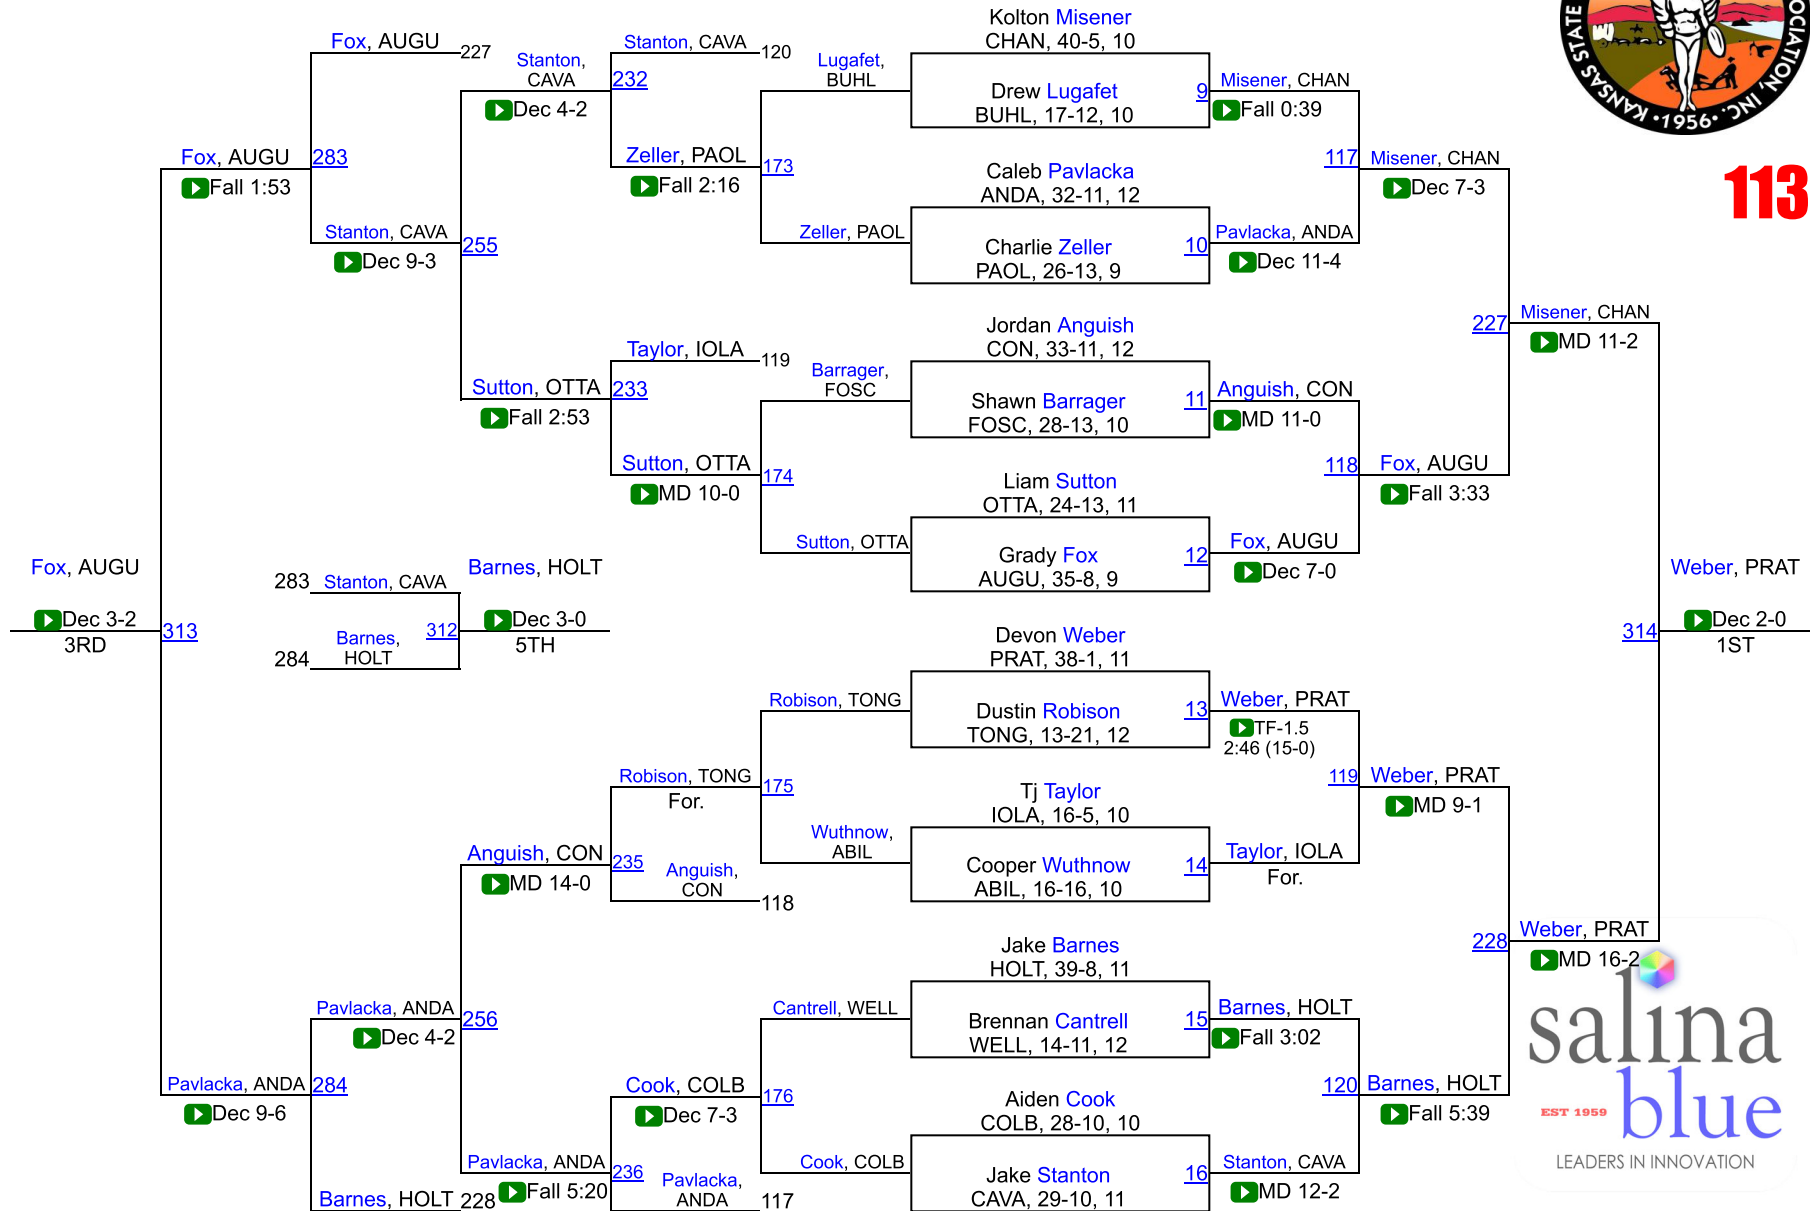 Kolton Misener
CHAN, 40-5, 10
Drew Lugafet
BUHL, 17-12, 10
9
Caleb Pavlacka
ANDA, 32-11, 12
Charlie Zeller
PAOL, 26-13, 9
10
Jordan Anguish
CON, 33-11, 12
Shawn Barrager
FOSC, 28-13, 10
11
Liam Sutton
OTTA, 24-13, 11
Grady Fox
AUGU, 35-8, 9
12
Devon Weber
PRAT, 38-1, 11
Dustin Robison
TONG, 13-21, 12
13
Tj Taylor
IOLA, 16-5, 10
Cooper Wuthnow
ABIL, 16-16, 10
14
Jake Barnes
HOLT, 39-8, 11
Brennan Cantrell
WELL, 14-11, 12
15
Aiden Cook
COLB, 28-10, 10
Jake Stanton
CAVA, 29-10, 11
16
Misener, CHAN
Fall 0:39
Pavlacka, ANDA
Dec 11-4
Anguish, CON
MD 11-0
Fox, AUGU
Dec 7-0
Weber, PRAT
TF-1.5
2:46 (15-0)
Taylor, IOLA
For.
Barnes, HOLT
Fall 3:02
Stanton, CAVA
MD 12-2
117
Misener, CHAN
Dec 7-3
118
Fox, AUGU
Fall 3:33
119
Weber, PRAT
MD 9-1
120
Barnes, HOLT
Fall 5:39
227
Misener, CHAN
MD 11-2
228
Weber, PRAT
MD 16-2
314
Weber, PRAT
Dec 2-0
1ST
Lugafet,
BUHL
Zeller, PAOL
Barrager,
FOSC
Sutton, OTTA
Robison, TONG
Wuthnow,
ABIL
Cantrell, WELL
Cook, COLB
Stanton, CAVA
120
Zeller, PAOL
173
Fall 2:16
Taylor, IOLA
119
Sutton, OTTA
174
MD 10-0
Robison, TONG
175
For.
Anguish,
CON
118
Cook, COLB
176
Dec 7-3
Pavlacka,
ANDA
117
Stanton,
CAVA
232
Dec 4-2
Sutton, OTTA
233
Fall 2:53
Anguish, CON
235
MD 14-0
Pavlacka, ANDA
236
Fall 5:20
Fox, AUGU
227
Stanton, CAVA
255
Dec 9-3
Pavlacka, ANDA
256
Dec 4-2
Barnes, HOLT
228
Fox, AUGU
283
Fall 1:53
Pavlacka, ANDA
284
Dec 9-6
Fox, AUGU
313
Dec 3-2
3RD
283
Stanton, CAVA
284
Barnes,
HOLT
312
Barnes, HOLT
Dec 3-0
5TH
113
KANSAS STATE
OCIATION, INC.
•1956•
salina
EST 1959
blue
LEADERS IN INNOVATION